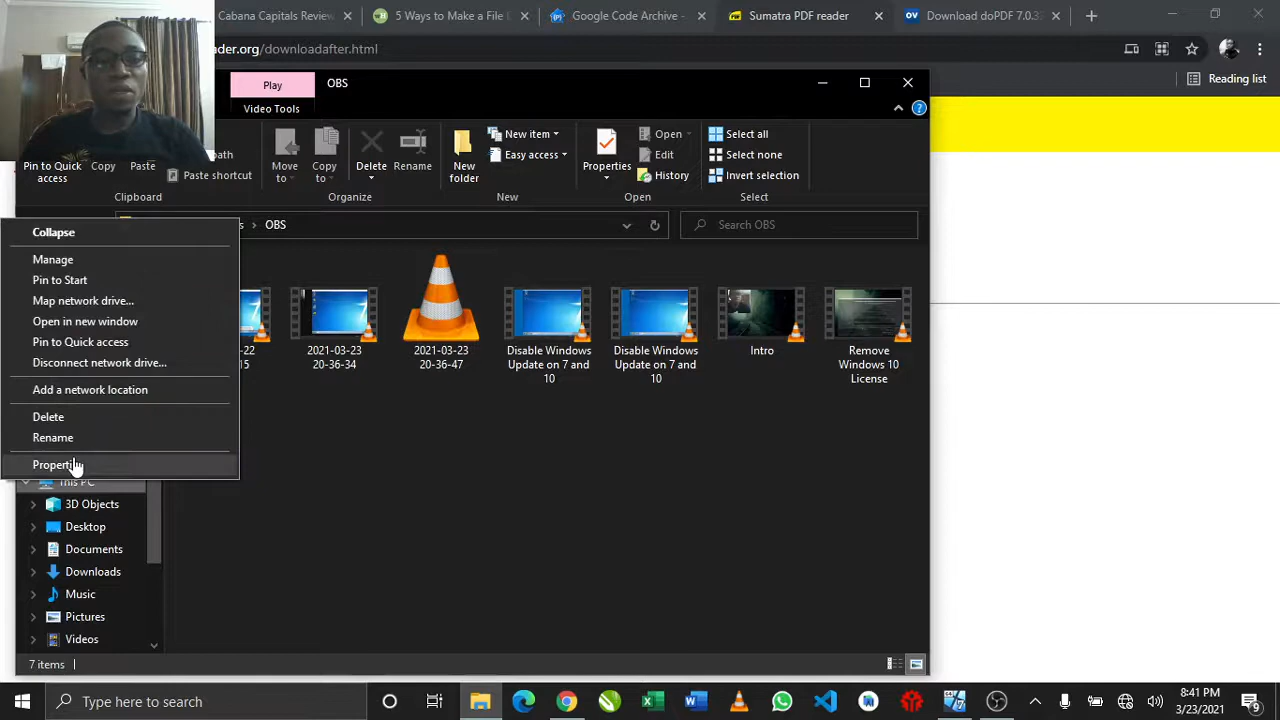 Cabana Capitals Review
5 Ways to Make a File
Google Code Archive -
Sumatra PDF reader
Download doPDF 7.0.3
ader.org/downloadafter.html
Reading list
Play
OBS
Video Tools
Pin to Quick access
Copy
Paste
path
Paste shortcut
Clipboard
Move to
Copy to
Delete
Rename
Organize
New folder
New item
Easy access
New
Properties
Open
Edit
History
Open
Select all
Select none
Invert selection
Select
OBS
Search OBS
Collapse
Manage
Pin to Start
Map network drive...
Open in new window
Pin to Quick access
Disconnect network drive...
Add a network location
Delete
Rename
Properti
This PC
3D Objects
Desktop
Documents
Downloads
Music
Pictures
Videos
-22
15
2021-03-23
20-36-34
2021-03-23
20-36-47
Disable Windows
Update on 7 and
10
Disable Windows
Update on 7 and
10
Intro
Remove
Windows 10
License
7 items
Type here to search
8:41 PM
3/23/2021
9